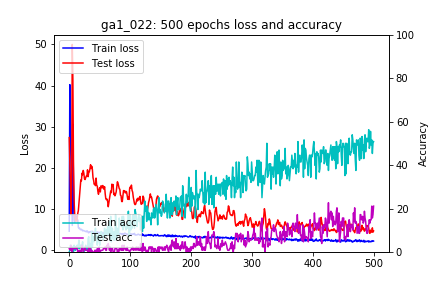 ga1_022: 500 epochs loss and accuracy
50
40
30
20
10
0
Loss
Train loss
Test loss
Train acc
Test acc
100
80
60
40
20
0
Accuracy
0 100 200 300 400 500